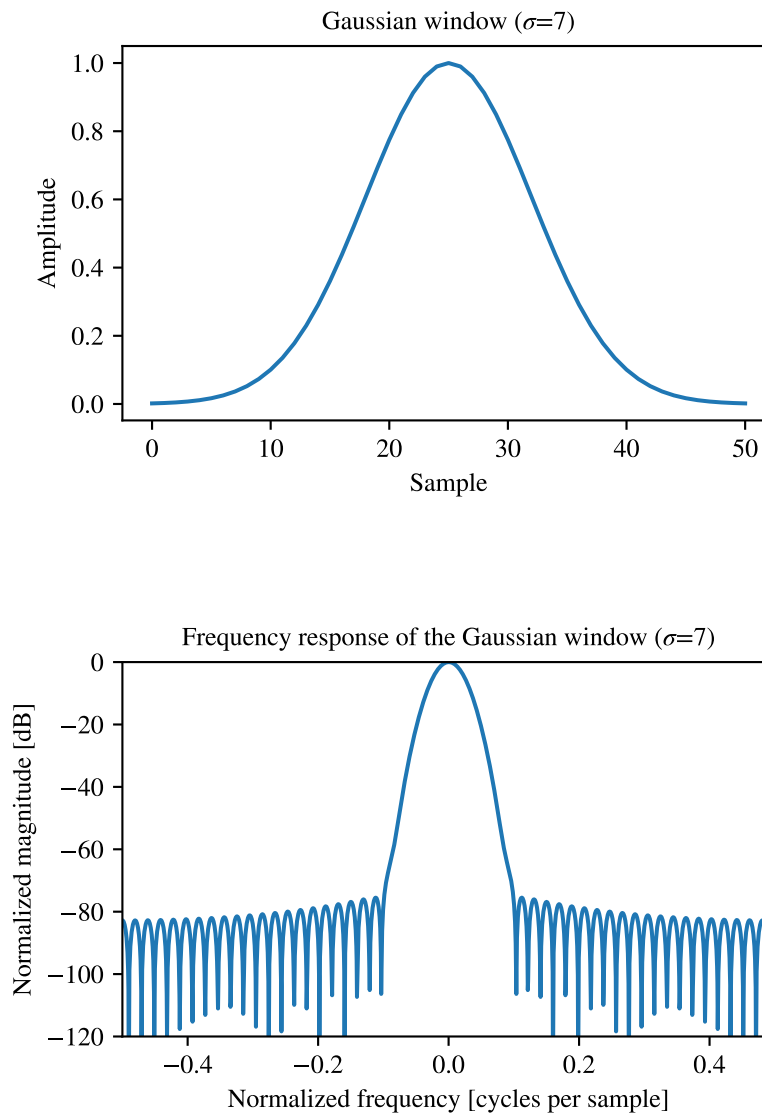 Gaussian window (σ=7)
1.0
0.8
0.6
0.4
0.2
0.0
Amplitude
0 10 20 30 40 50
Sample
Frequency response of the Gaussian window (σ=7)
0
−20
−40
−60
−80
−100
−120
Normalized magnitude [dB]
−0.4 −0.2 0.0 0.2 0.4
Normalized frequency [cycles per sample]